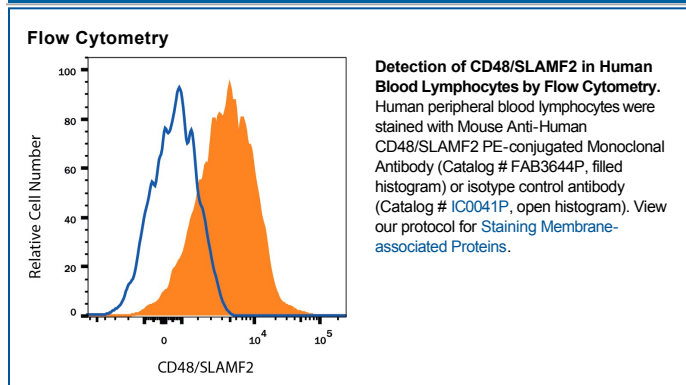 Flow Cytometry
100
80
60
40
20
0
Relative Cell Number
0
10^4
10^5
CD48/SLAMF2
Detection of CD48/SLAMF2 in Human
Blood Lymphocytes by Flow Cytometry.
Human peripheral blood lymphocytes were
stained with Mouse Anti-Human
CD48/SLAMF2 PE-conjugated Monoclonal
Antibody (Catalog # FAB3644P, filled
histogram) or isotype control antibody
(Catalog # IC0041P, open histogram). View
our protocol for Staining Membrane-
associated Proteins.